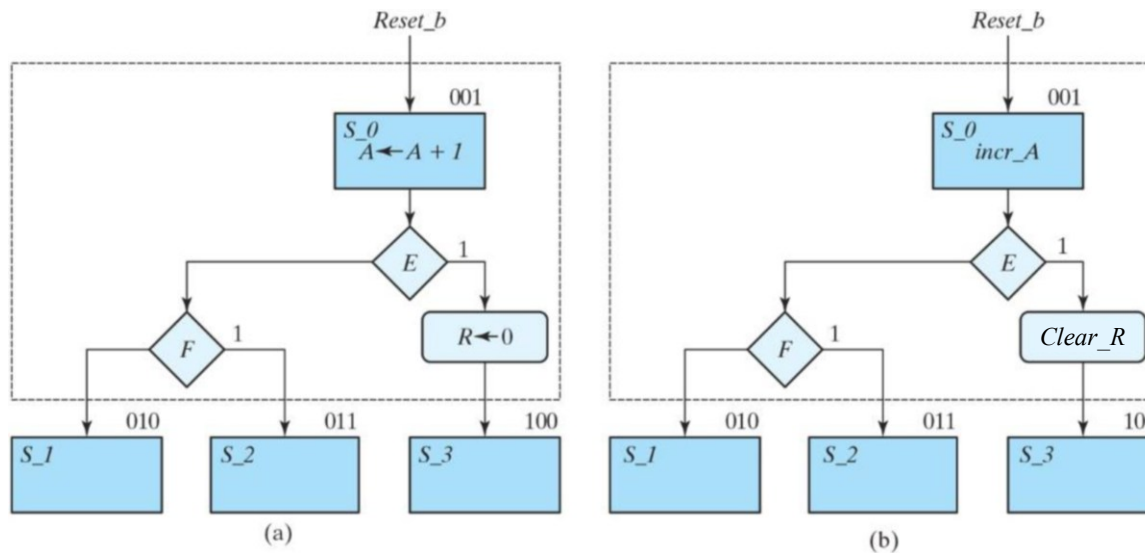 Reset_b
001
S_0
A ← A + 1
E
1
F
1
R ← 0
010
011
100
S_1
S_2
S_3
(a)
Reset_b
001
S_0
incr_A
E
1
F
1
Clear_R
010
011
10
S_1
S_2
S_3
(b)